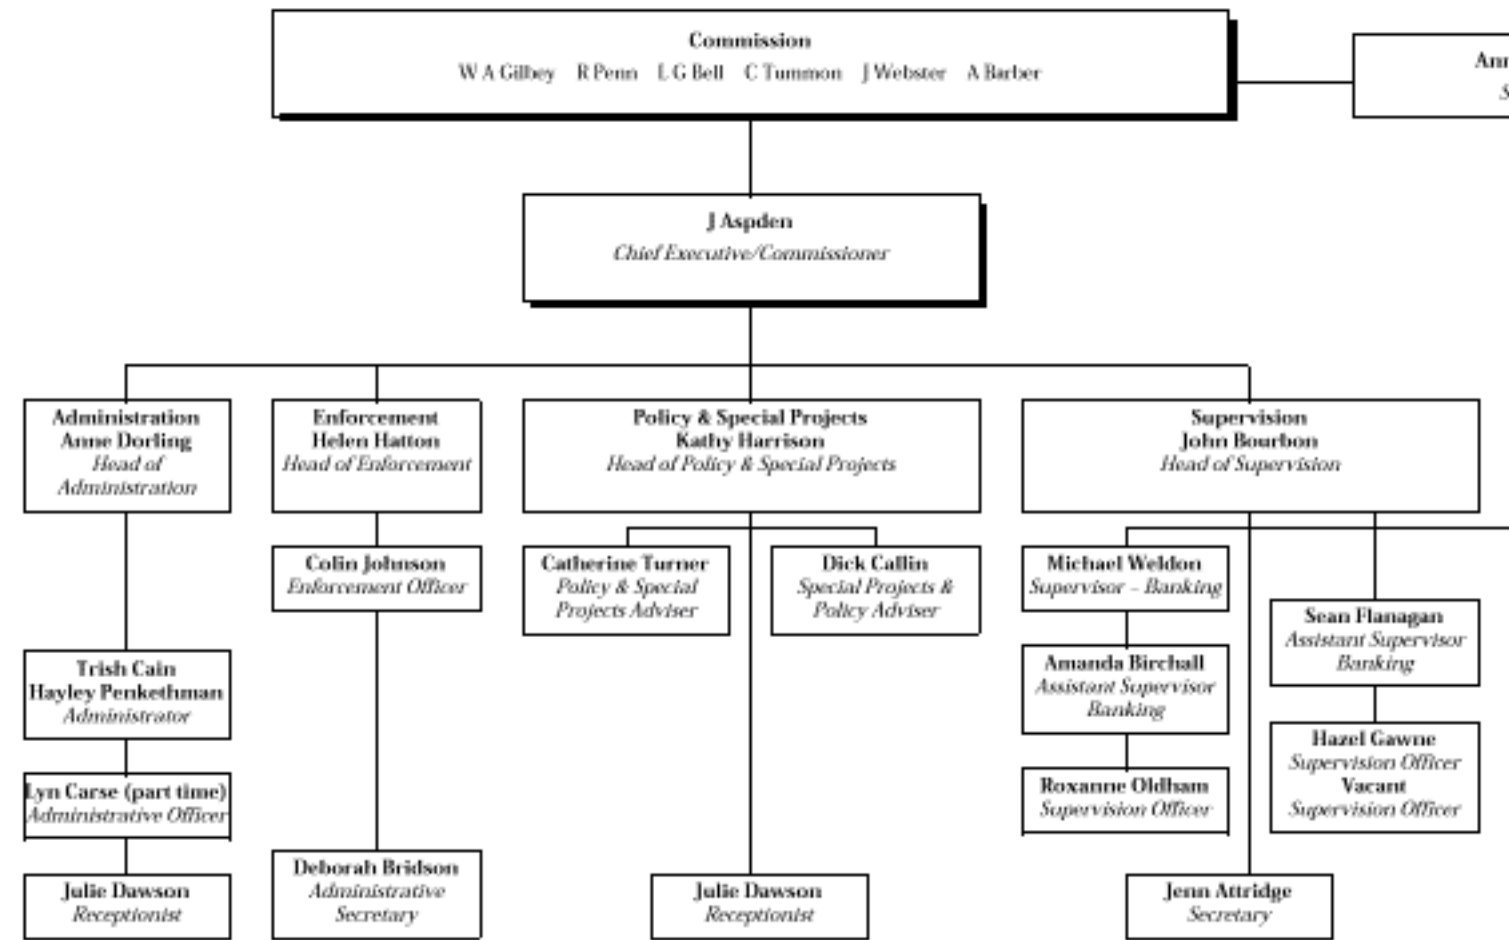 Commission
W A Gilbey R Penn L G Bell C Tummon J Webster A Barber
J Aspden
Chief Executive/Commissioner
Administration
Anne Dorling
Head of
Administration
Enforcement
Helen Hatton
Head of Enforcement
Policy & Special Projects
Kathy Harrison
Head of Policy & Special Projects
Supervision
John Bourbon
Head of Supervision
Colin Johnson
Enforcement Officer
Catherine Turner
Policy & Special
Projects Adviser
Dick Callin
Special Projects &
Policy Adviser
Michael Weldon
Supervisor – Banking
Sean Flanagan
Assistant Supervisor
Banking
Trish Cain
Hayley Penkethman
Administrator
Amanda Birchall
Assistant Supervisor
Banking
Hazel Gawne
Supervision Officer
Vacant
Supervision Officer
Lyn Carse (part time)
Administrative Officer
Roxanne Oldham
Supervision Officer
Deborah Bridson
Administrative
Secretary
Julie Dawson
Receptionist
Julie Dawson
Receptionist
Jenn Attridge
Secretary